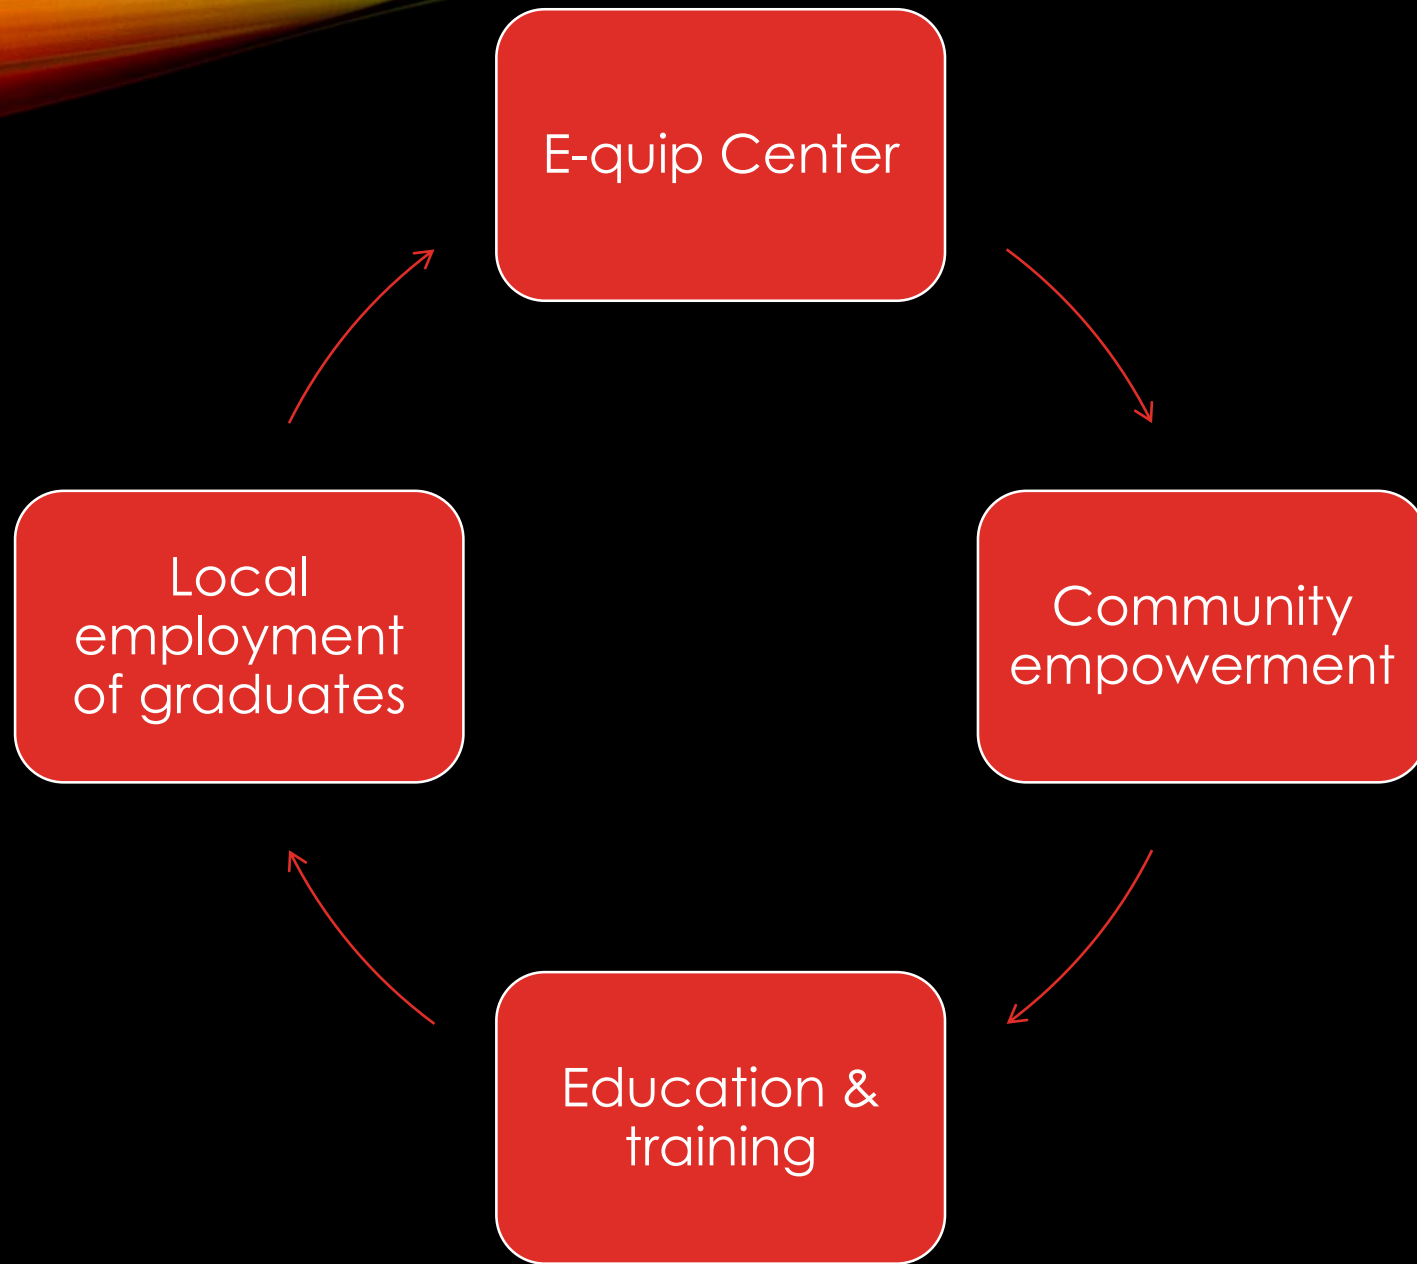 E-quip Center
Community
empowerment
Education &
training
Local
employment
of graduates